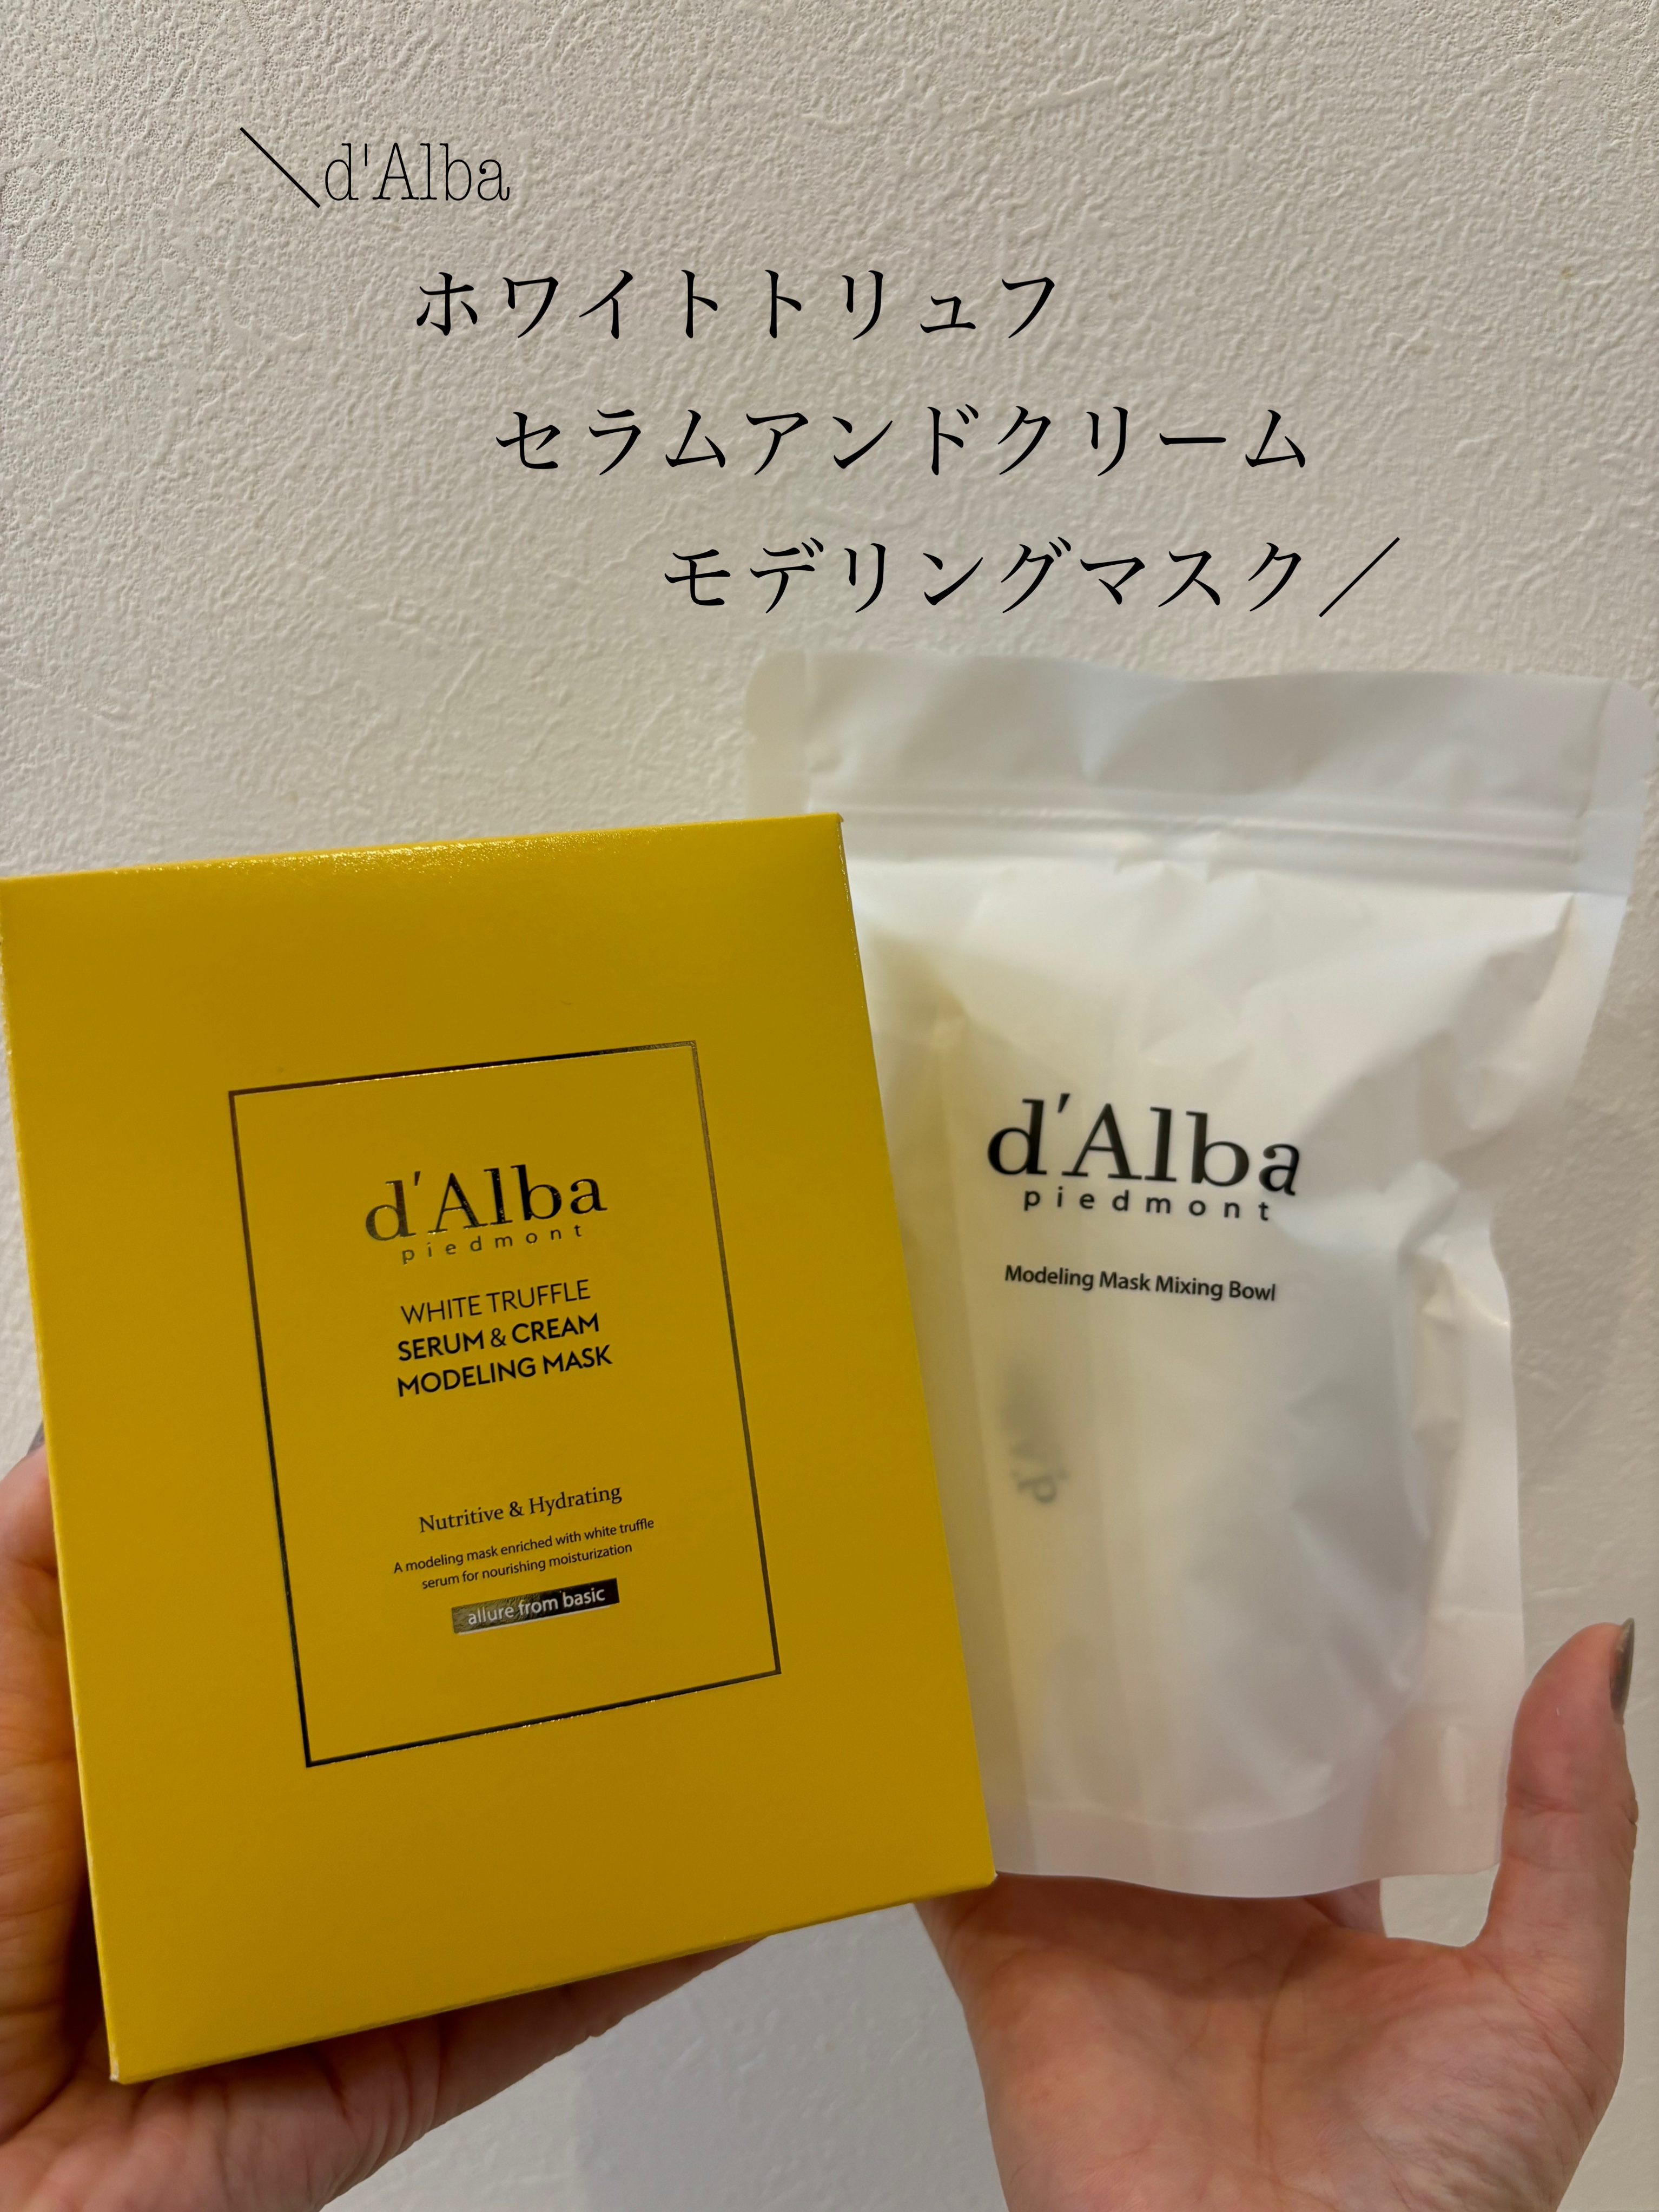 ＼d'Alba
ホワイトトリュフ
セラムアンドクリーム
モデリングマスク／
d'Alba
piedmont
WHITE TRUFFLE
SERUM & CREAM
MODELING MASK
Nutritive & Hydrating
A modeling mask enriched with white truffle
serum for nourishing moisturization
allure from basic
d'Alba
piedmont
Modeling Mask Mixing Bowl